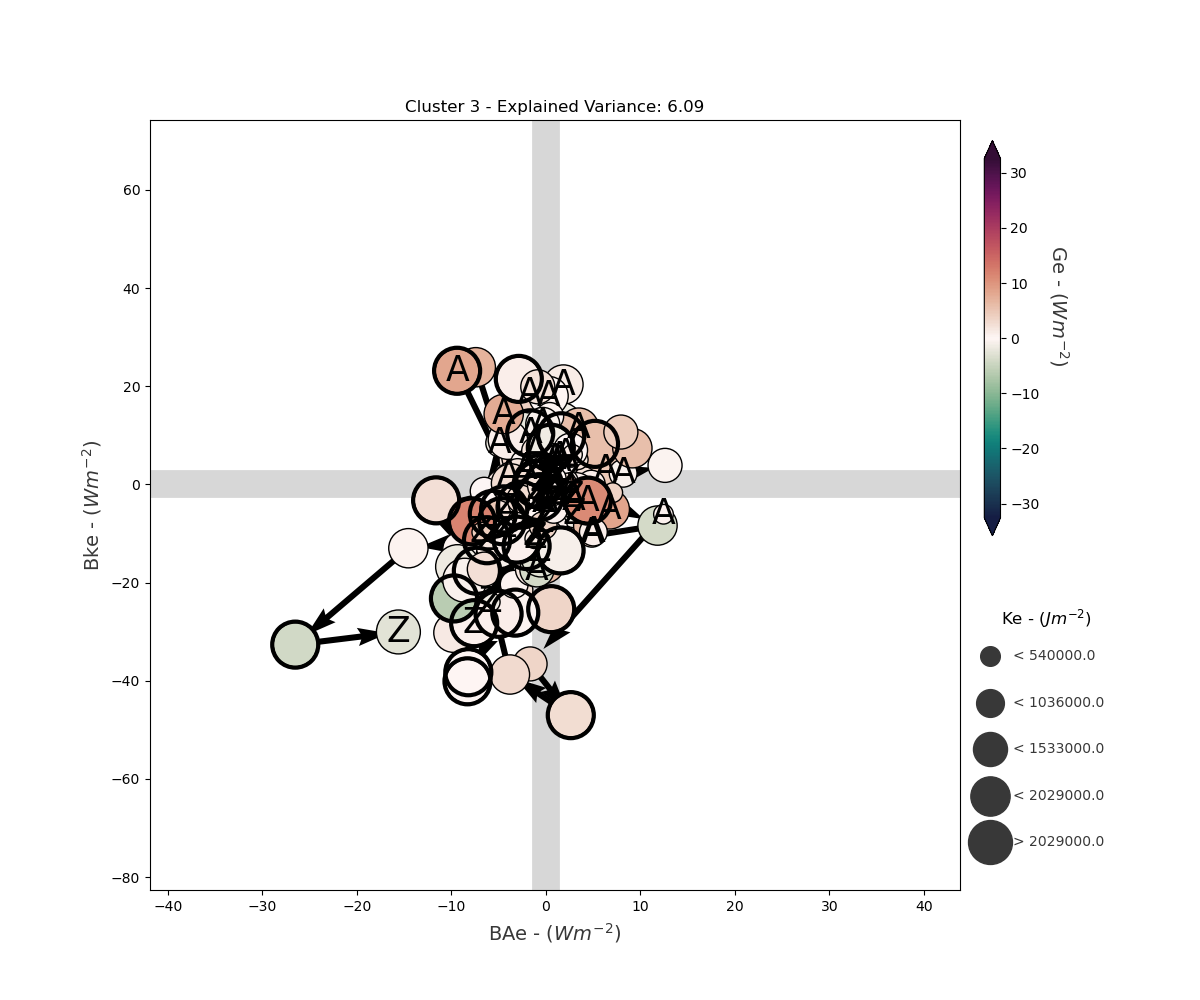 Cluster 3 - Explained Variance: 6.09
60
40
20
0
−20
−40
−60
−80
−40
−30
−20
−10
0
10
20
30
40
BAe - (Wm⁻²)
Bke - (Wm⁻²)
30
20
10
0
−10
−20
−30
Ge - (Wm⁻²)
Ke - (Jm⁻²)
< 540000.0
< 1036000.0
< 1533000.0
< 2029000.0
> 2029000.0
A
A
A
A
A
A
Z
Z